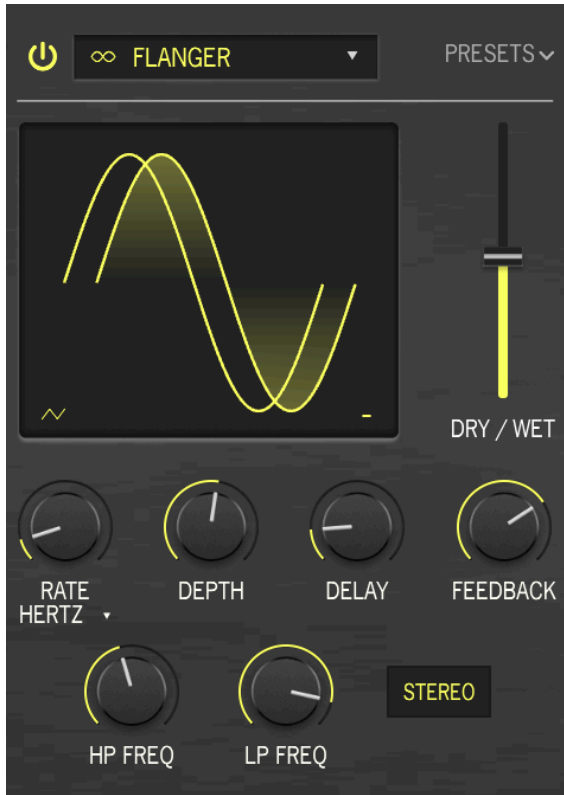 FLANGER
PRESETS
DRY / WET
RATE
DEPTH
DELAY
FEEDBACK
HERTZ
HP FREQ
LP FREQ
STEREO